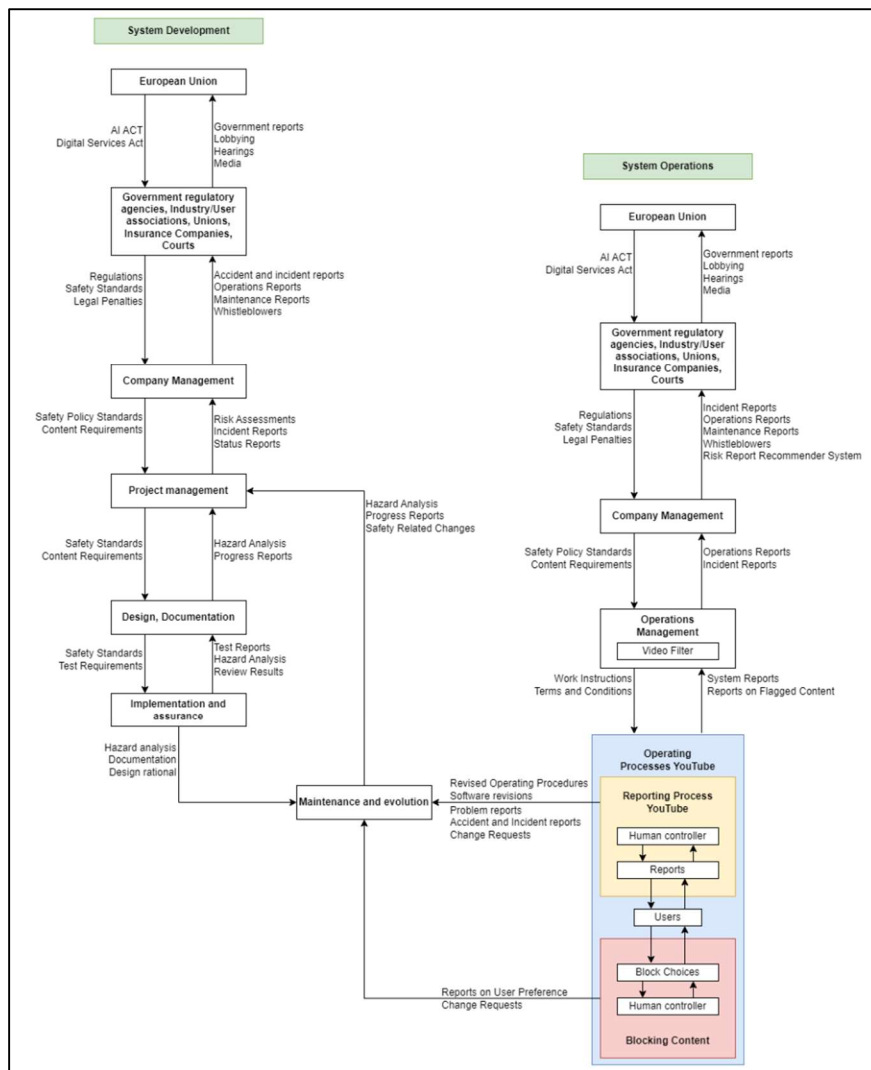 System Development
European Union
AI ACT
Digital Services Act
Government reports
Lobbying
Hearings
Media
Government regulatory
agencies, Industry/User
associations, Unions,
Insurance Companies,
Courts
Regulations
Safety Standards
Legal Penalties
Accident and incident reports
Operations Reports
Maintenance Reports
Whistleblowers
Company Management
Safety Policy Standards
Content Requirements
Risk Assessments
Incident Reports
Status Reports
Project management
Hazard Analysis
Progress Reports
Safety Related Changes
Safety Standards
Content Requirements
Hazard Analysis
Progress Reports
Design, Documentation
Safety Standards
Test Requirements
Test Reports
Hazard Analysis
Review Results
Implementation and
assurance
Hazard analysis
Documentation
Design rational
Maintenance and evolution
System Operations
European Union
AI ACT
Digital Services Act
Government reports
Lobbying
Hearings
Media
Government regulatory
agencies, Industry/User
associations, Unions,
Insurance Companies,
Courts
Regulations
Safety Standards
Legal Penalties
Incident Reports
Operations Reports
Maintenance Reports
Whistleblowers
Risk Report Recommender System
Company Management
Safety Policy Standards
Content Requirements
Operations Reports
Incident Reports
Operations
Management
Video Filter
Work Instructions
Terms and Conditions
System Reports
Reports on Flagged Content
Operating
Processes YouTube
Revised Operating Procedures
Software revisions
Problem reports
Accident and Incident reports
Change Requests
Reporting Process
YouTube
Human controller
Reports
Users
Block Choices
Human controller
Blocking Content
Reports on User Preference
Change Requests